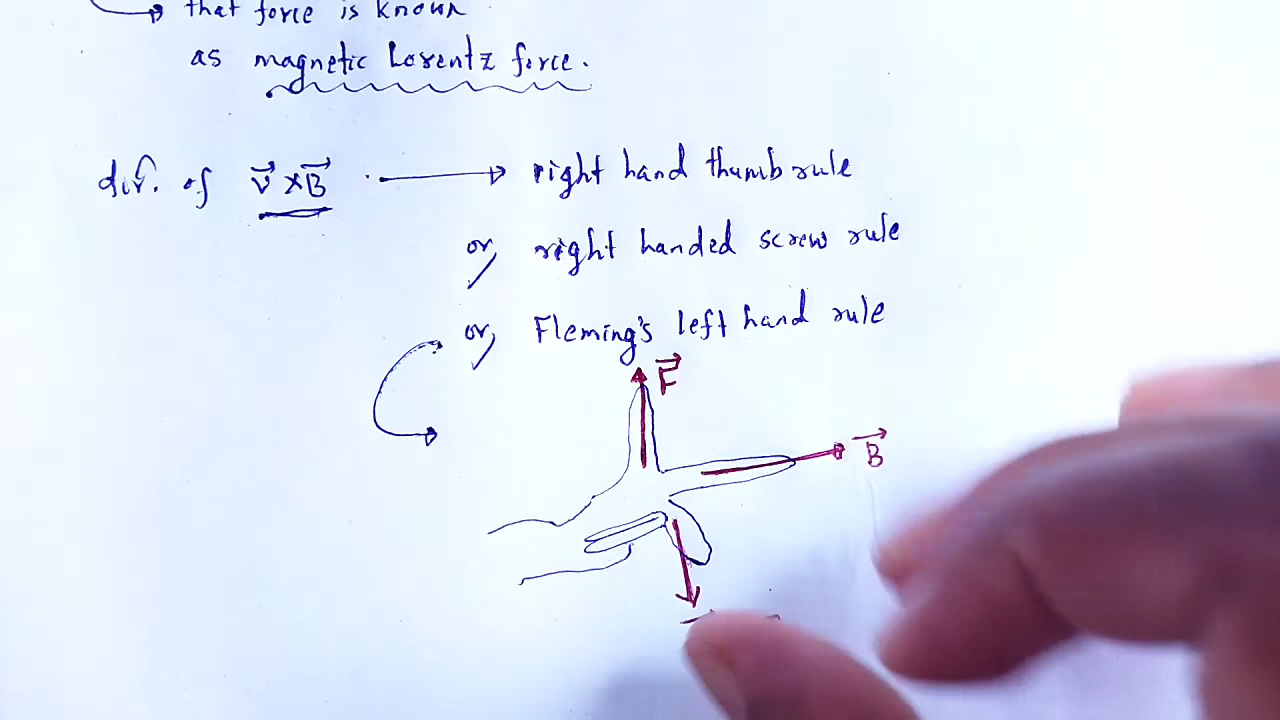 that force is known
as magnetic Lorentz force.
dir. of v⃗ × B⃗ → right hand thumb rule
or, right handed screw rule
or, Fleming's left hand rule
F⃗
B⃗